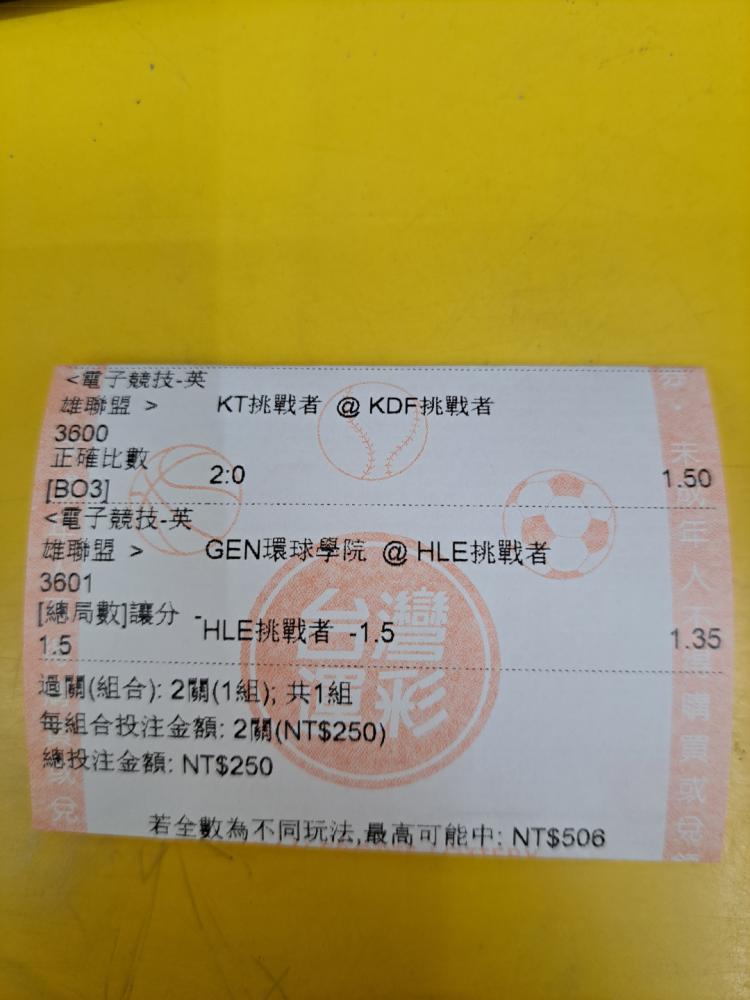 <電子競技-英
雄聯盟 > KT挑戰者 @ KDF挑戰者
3600
正確比數
[BO3] 2:0 1.50
<電子競技-英
雄聯盟 > GEN環球學院 @ HLE挑戰者
3601
[總局數]讓分 -
1.5 HLE挑戰者 -1.5 1.35
過關(組合): 2關(1組); 共1組
每組合投注金額: 2關(NT$250)
總投注金額: NT$250
若全數為不同玩法,最高可能中: NT$506
台灣
運彩
未成年人不得購買或兌